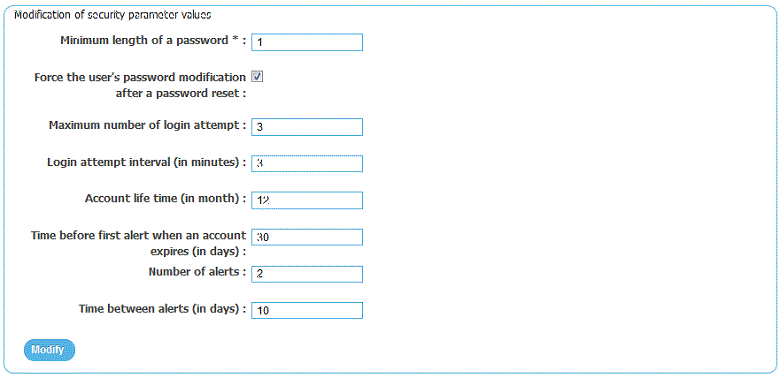 Modification of security parameter values
Minimum length of a password * : 1
Force the user's password modification
after a password reset :
Maximum number of login attempt : 3
Login attempt interval (in minutes) : 3
Account life time (in month) : 12
Time before first alert when an account 30
expires (in days) :
Number of alerts : 2
Time between alerts (in days) : 10
Modify